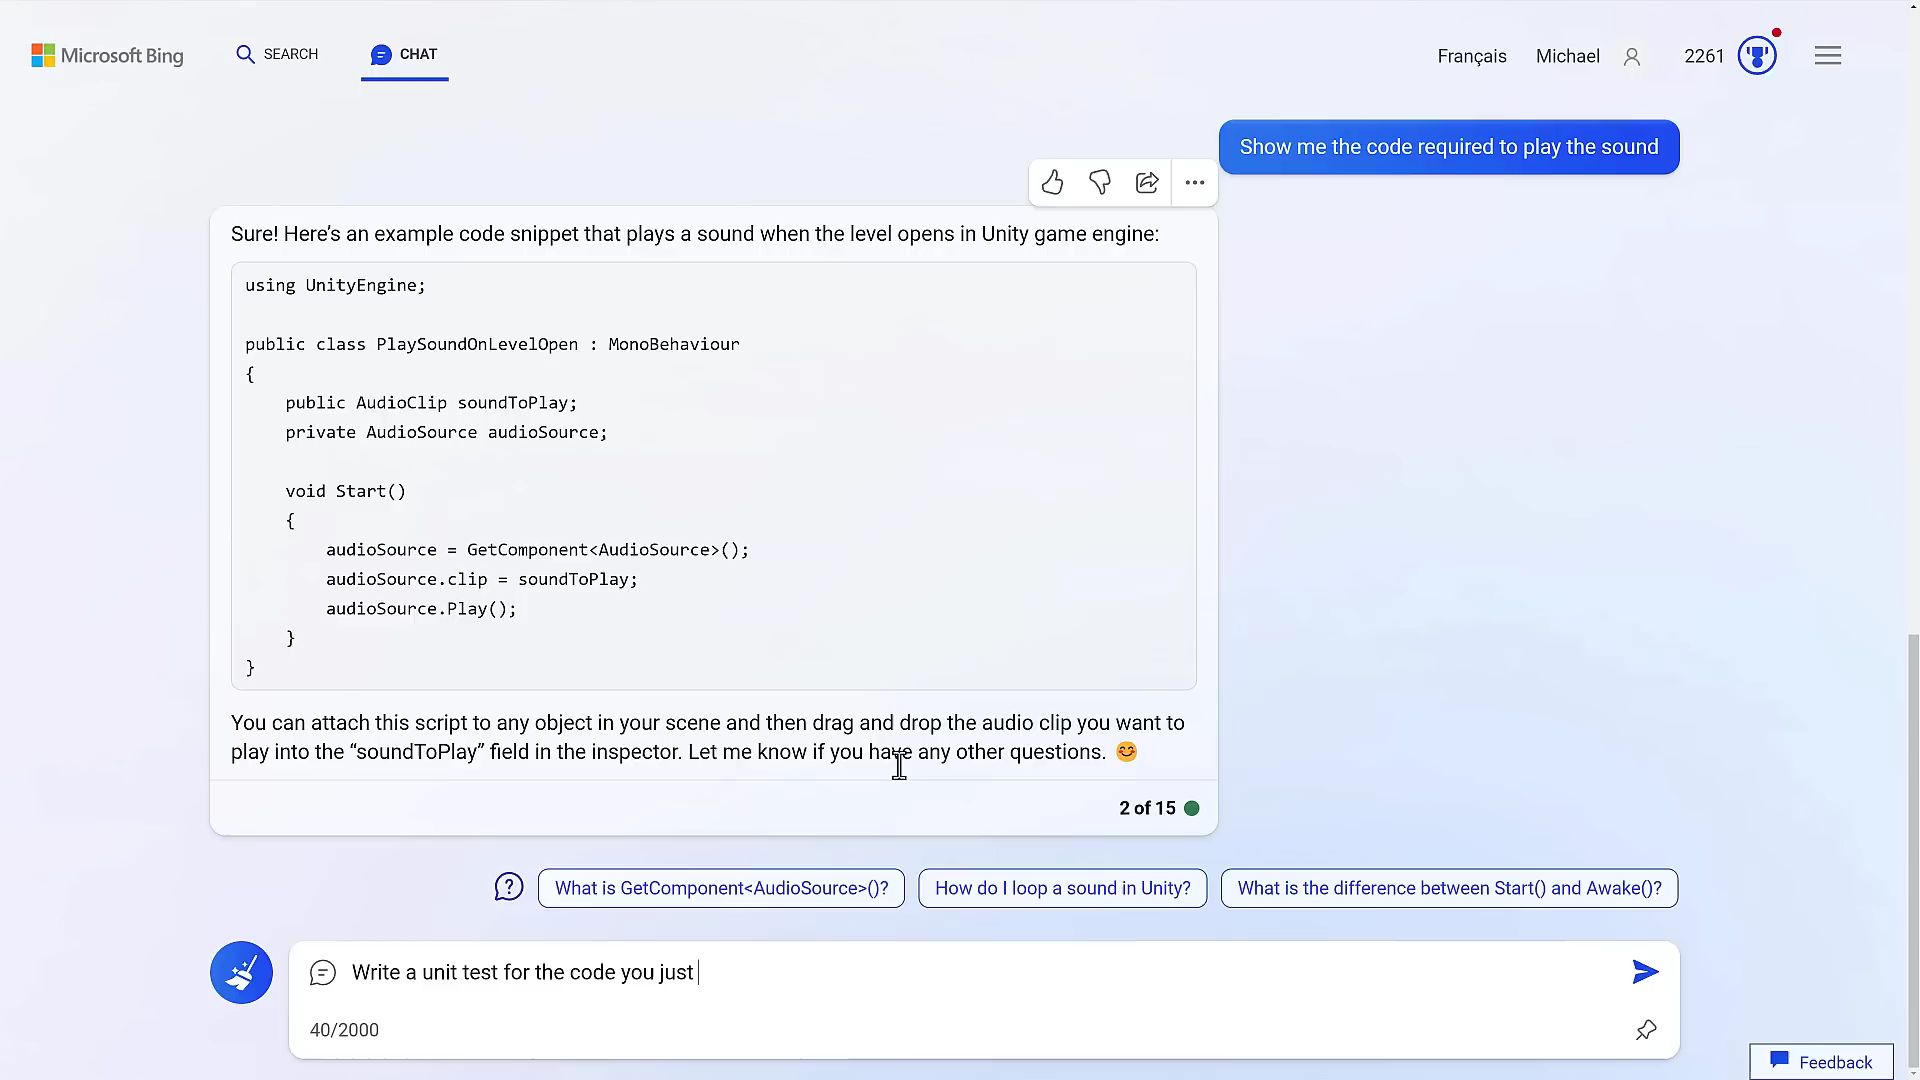 Microsoft Bing
SEARCH
CHAT
Français
Michael
2261
Show me the code required to play the sound
Sure! Here’s an example code snippet that plays a sound when the level opens in Unity game engine:
using UnityEngine;
public class PlaySoundOnLevelOpen : MonoBehaviour
{
public AudioClip soundToPlay;
private AudioSource audioSource;
void Start()
{
audioSource = GetComponent<AudioSource>();
audioSource.clip = soundToPlay;
audioSource.Play();
}
}
You can attach this script to any object in your scene and then drag and drop the audio clip you want to
play into the “soundToPlay” field in the inspector. Let me know if you have any other questions. 😊
2 of 15
What is GetComponent<AudioSource>()?
How do I loop a sound in Unity?
What is the difference between Start() and Awake()?
Write a unit test for the code you just
40/2000
Feedback